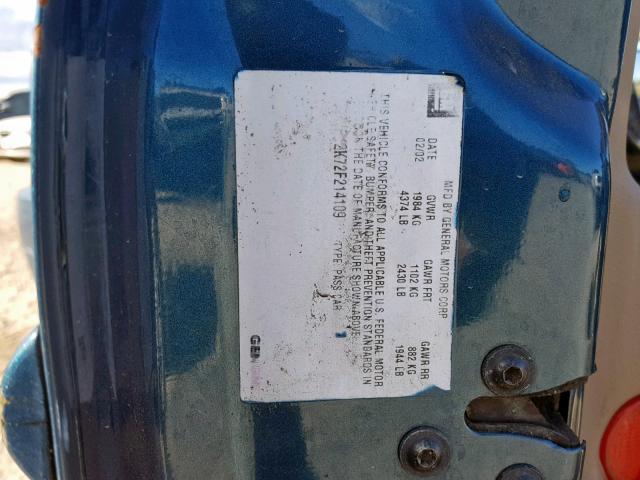 MFD BY GENERAL MOTORS CORP
DATE GVWR GAWR FRT GAWR RR
02/02 1984 KG 1102 KG 882 KG
4374 LB 2430 LB 1944 LB
THIS VEHICLE CONFORMS TO ALL APPLICABLE U.S. FEDERAL MOTOR
VEHICLE SAFETY, BUMPER, AND THEFT PREVENTION STANDARDS IN
ON THE DATE OF MANUFACTURE SHOWN ABOVE.
2K72F214109 TYPE: PASS CAR